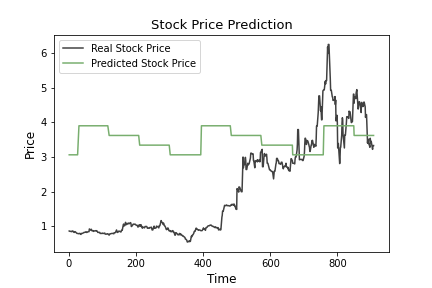 Stock Price Prediction
Real Stock Price
Predicted Stock Price
6
5
4
3
2
1
Price
0
200
400
600
800
Time